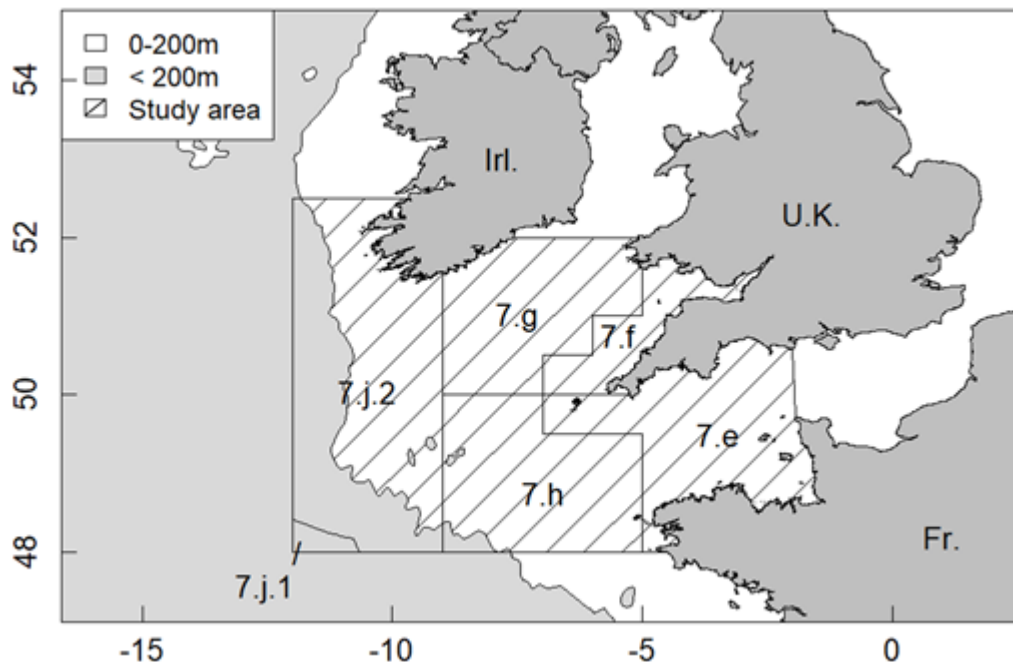 0-200m
< 200m
Study area
54
52
50
48
Irl.
U.K.
7.g
7.f
7.j.2
7.e
7.h
Fr.
7.j.1
-15
-10
-5
0